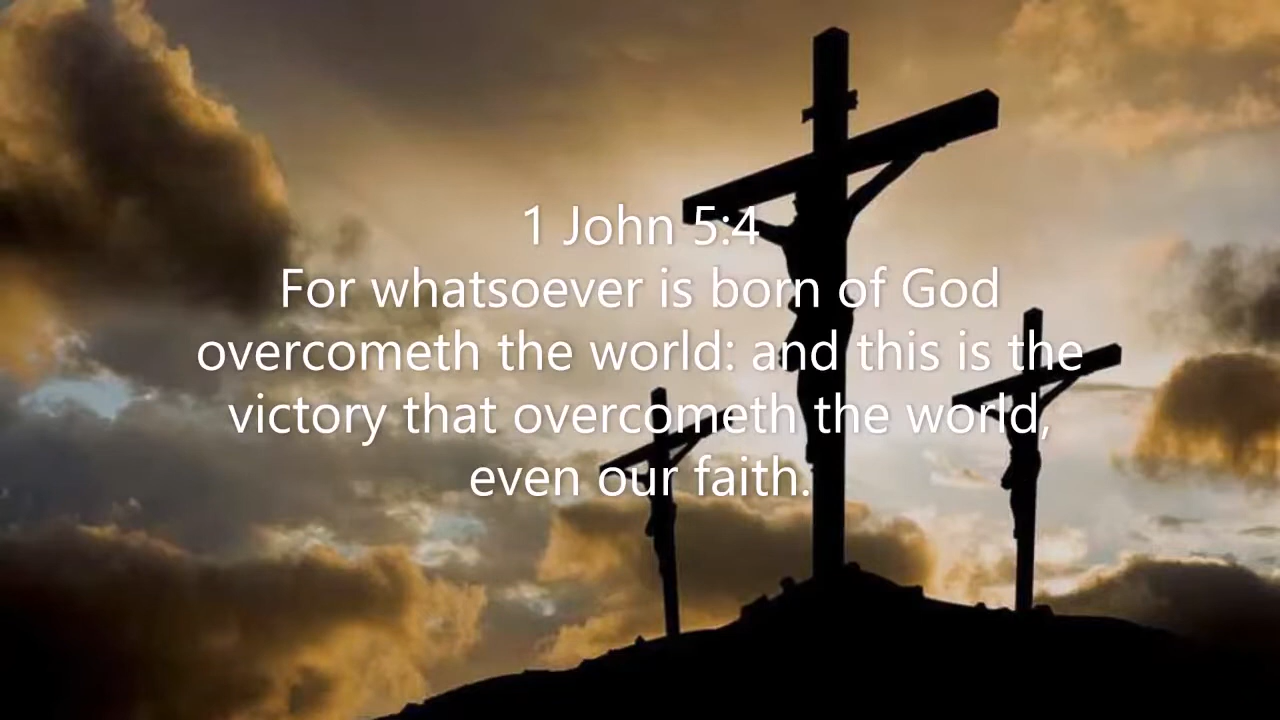 1 John 5:4
For whatsoever is born of God
overcometh the world: and this is the
victory that overcometh the world,
even our faith.